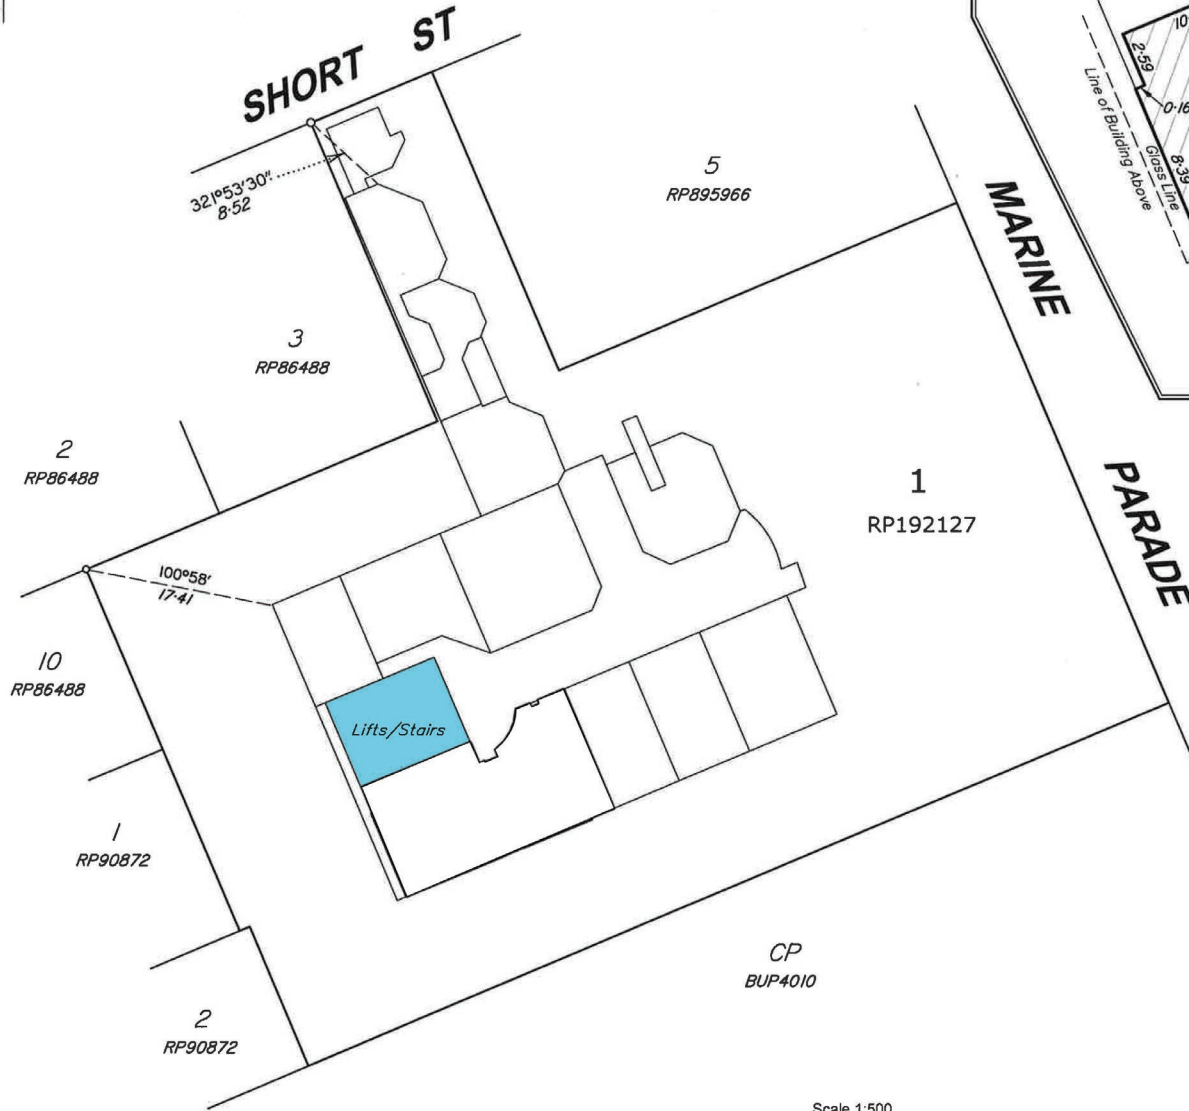 SHORT ST
10
2·59
0·16
Line of Building Above
Glass Line
8·39
321°53'30"
8·52
5
RP895966
MARINE
3
RP86488
2
RP86488
1
RP192127
PARADE
100°58'
17·41
10
RP86488
Lifts/Stairs
1
RP90872
CP
BUP4010
2
RP90872
Scale 1:500